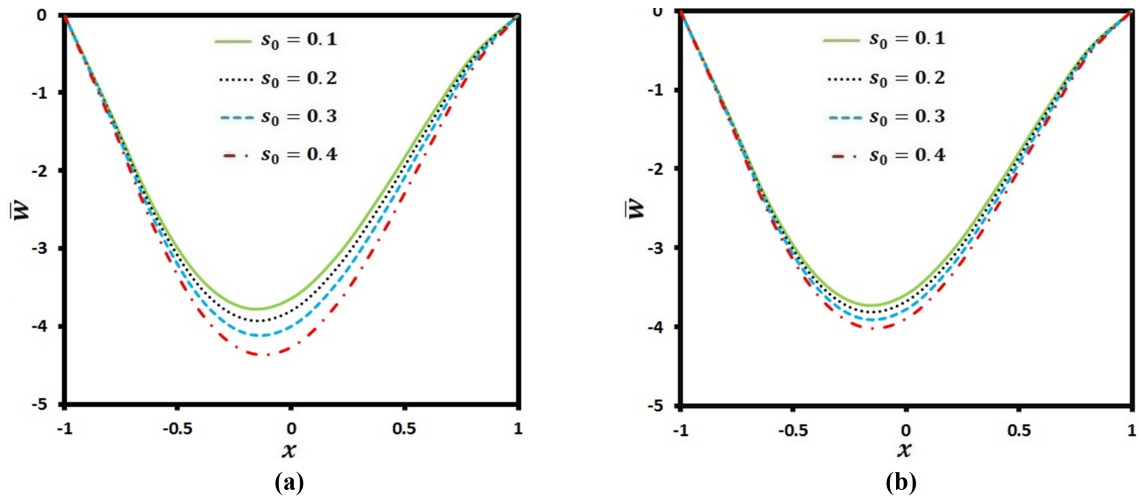 0
-1
-2
-3
-4
-5
w̅
s₀ = 0.1
s₀ = 0.2
s₀ = 0.3
s₀ = 0.4
-1 -0.5 0 0.5 1
x
(a)
0
-1
-2
-3
-4
-5
w̅
s₀ = 0.1
s₀ = 0.2
s₀ = 0.3
s₀ = 0.4
-1 -0.5 0 0.5 1
x
(b)